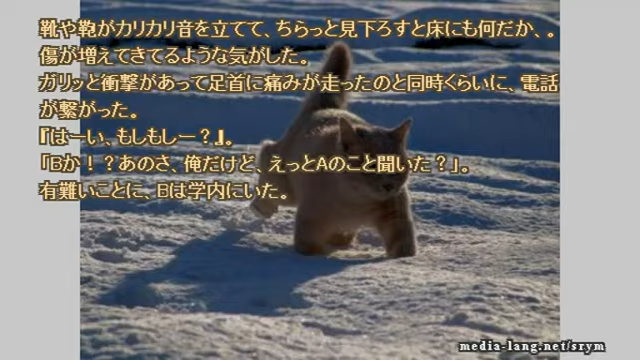 靴や鞄がカリカリ音を立てて、ちらっと見下ろすと床にも何だか、。
傷が増えてきてるような気がした。
ガリッと衝撃があって足首に痛みが走ったのと同時くらいに、電話
が繋がった。
『はーい、もしもしー？』。
「Bか！？あのさ、俺だけど、えっとAのこと聞いた？」。
有難いことに、Bは学内にいた。
media-lang.net/srym